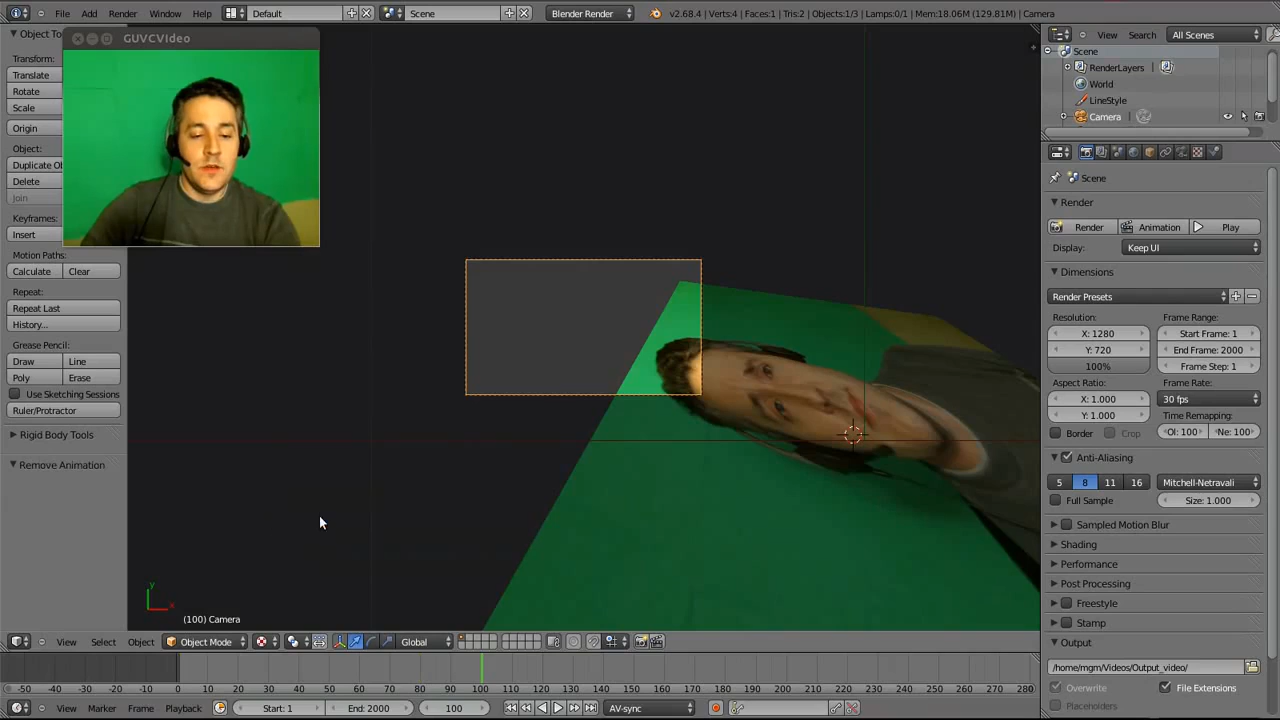 File Add Render Window Help Default Scene Blender Render v2.68.4 | Verts:4 | Faces:1 | Tris:2 | Objects:1/3 | Lamps:0/1 | Mem:18.06M (129.81M) | Camera
Object To
GUVCVideo
Transform:
Translate
Rotate
Scale
Origin
Object:
Duplicate Ob
Delete
Join
Keyframes:
Insert
Motion Paths:
Calculate Clear
Repeat:
Repeat Last
History...
Grease Pencil:
Draw Line
Poly Erase
Use Sketching Sessions
Ruler/Protractor
Rigid Body Tools
Remove Animation
y
x
(100) Camera
View Search All Scenes
Scene
RenderLayers
World
LineStyle
Camera
Scene
Render
Render Animation Play
Display: Keep UI
Dimensions
Render Presets
Resolution: Frame Range:
X: 1280 Start Frame: 1
Y: 720 End Frame: 2000
100% Frame Step: 1
Aspect Ratio: Frame Rate:
X: 1.000 30 fps
Y: 1.000 Time Remapping:
Border Crop Ol: 100 Ne: 100
Anti-Aliasing
5 8 11 16 Mitchell-Netravali
Full Sample Size: 1.000
Sampled Motion Blur
Shading
Performance
Post Processing
Freestyle
Stamp
Output
/home/mgm/Videos/Output_video/
Overwrite File Extensions
Placeholders
View Select Object Object Mode Global
-50 -40 -30 -20 -10 0 10 20 30 40 50 60 70 80 90 100 110 120 130 140 150 160 170 180 190 200 210 220 230 240 250 260 270 280
View Marker Frame Playback Start: 1 End: 2000 100 AV-sync